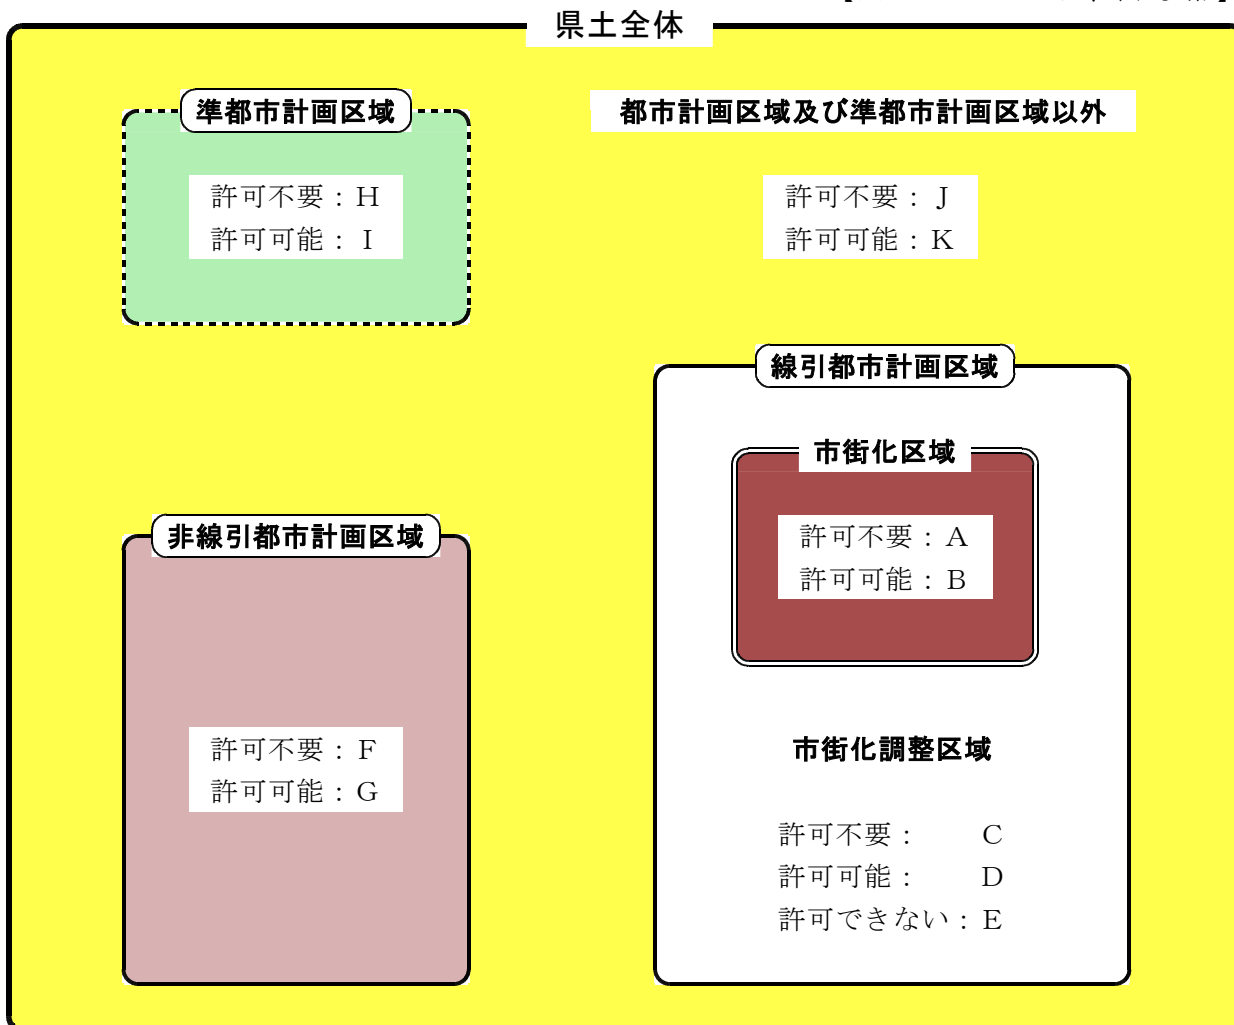 県土全体
準都市計画区域
許可不要：H
許可可能：I
都市計画区域及び準都市計画区域以外
許可不要：J
許可可能：K
線引都市計画区域
市街化区域
許可不要：A
許可可能：B
市街化調整区域
許可不要：　　C
許可可能：　　D
許可できない：E
非線引都市計画区域
許可不要：F
許可可能：G